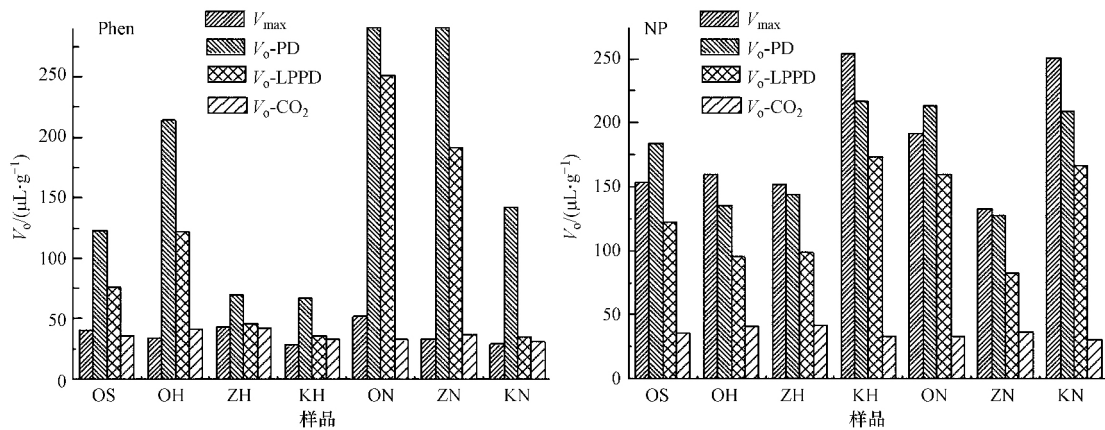 Phen
Vmax
Vo-PD
Vo-LPPD
Vo-CO2
250
200
150
100
50
0
Vo/(μL·g−1)
OS OH ZH KH ON ZN KN
样品
NP
Vmax
Vo-PD
Vo-LPPD
Vo-CO2
250
200
150
100
50
0
Vo/(μL·g−1)
OS OH ZH KH ON ZN KN
样品